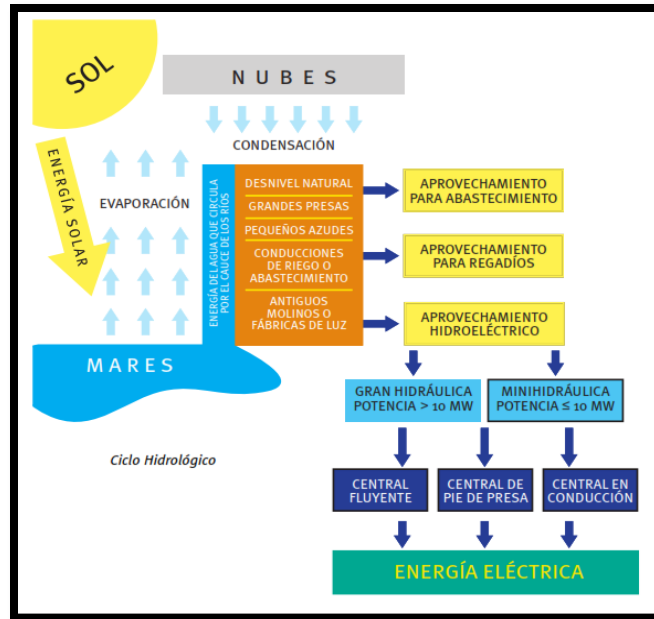 SOL
NUBES
CONDENSACIÓN
ENERGÍA SOLAR
EVAPORACIÓN
ENERGÍA DEL AGUA QUE CIRCULA
POR EL CAUCE DE LOS RÍOS
DESNIVEL NATURAL
GRANDES PRESAS
PEQUEÑOS AZUDES
CONDUCCIONES
DE RIEGO O
ABASTECIMIENTO
ANTIGUOS
MOLINOS O
FÁBRICAS DE LUZ
APROVECHAMIENTO
PARA ABASTECIMIENTO
APROVECHAMIENTO
PARA REGADÍOS
APROVECHAMIENTO
HIDROELÉCTRICO
MARES
GRAN HIDRÁULICA
POTENCIA > 10 MW
MINIHIDRÁULICA
POTENCIA ≤ 10 MW
Ciclo Hidrológico
CENTRAL
FLUYENTE
CENTRAL DE
PIE DE PRESA
CENTRAL EN
CONDUCCIÓN
ENERGÍA ELÉCTRICA